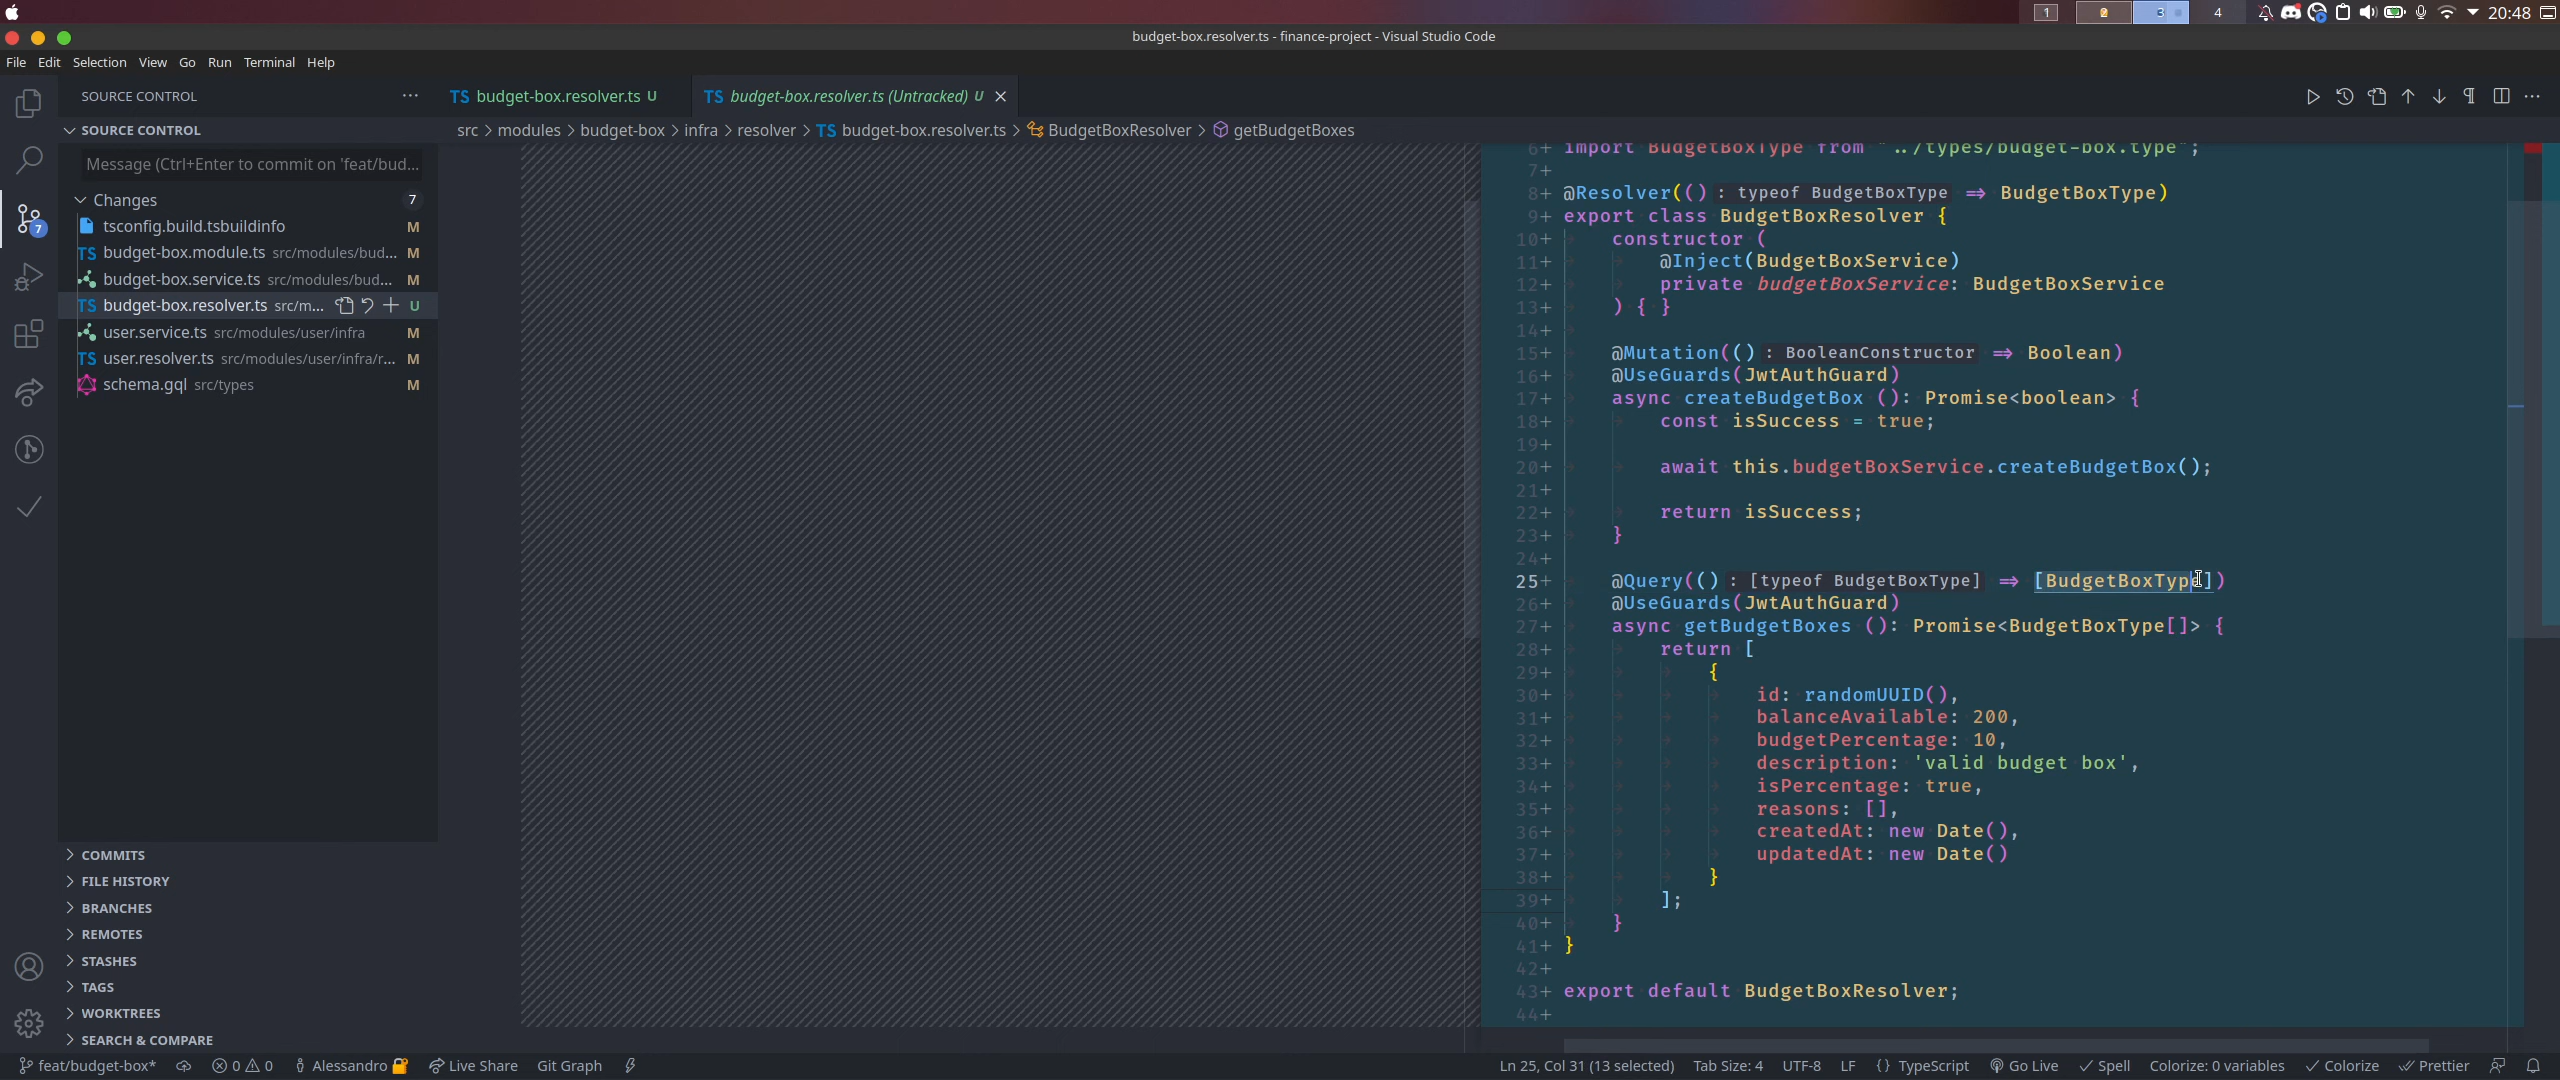 1 2 3 4 20:48
budget-box.resolver.ts - finance-project - Visual Studio Code
File Edit Selection View Go Run Terminal Help
SOURCE CONTROL ···
TS budget-box.resolver.ts U
TS budget-box.resolver.ts (Untracked) U
SOURCE CONTROL
src > modules > budget-box > infra > resolver > TS budget-box.resolver.ts > BudgetBoxResolver > getBudgetBoxes
Message (Ctrl+Enter to commit on 'feat/bud...
Changes 7
7
tsconfig.build.tsbuildinfo M
TS budget-box.module.ts src/modules/bud... M
budget-box.service.ts src/modules/bud... M
TS budget-box.resolver.ts src/m... U
user.service.ts src/modules/user/infra M
TS user.resolver.ts src/modules/user/infra/r... M
schema.gql src/types M
COMMITS
FILE HISTORY
BRANCHES
REMOTES
STASHES
TAGS
WORKTREES
SEARCH & COMPARE
6+ import BudgetBoxType from "../types/budget-box.type";
7+
8+ @Resolver(() : typeof BudgetBoxType => BudgetBoxType)
9+ export class BudgetBoxResolver {
10+ constructor (
11+ @Inject(BudgetBoxService)
12+ private budgetBoxService: BudgetBoxService
13+ ) { }
14+
15+ @Mutation(() : BooleanConstructor => Boolean)
16+ @UseGuards(JwtAuthGuard)
17+ async createBudgetBox (): Promise<boolean> {
18+ const isSuccess = true;
19+
20+ await this.budgetBoxService.createBudgetBox();
21+
22+ return isSuccess;
23+ }
24+
25+ @Query(() : [typeof BudgetBoxType] => [BudgetBoxType])
26+ @UseGuards(JwtAuthGuard)
27+ async getBudgetBoxes (): Promise<BudgetBoxType[]> {
28+ return [
29+ {
30+ id: randomUUID(),
31+ balanceAvailable: 200,
32+ budgetPercentage: 10,
33+ description: 'valid budget box',
34+ isPercentage: true,
35+ reasons: [],
36+ createdAt: new Date(),
37+ updatedAt: new Date()
38+ }
39+ ];
40+ }
41+ }
42+
43+ export default BudgetBoxResolver;
44+
feat/budget-box* 0 0 Alessandro Live Share Git Graph Ln 25, Col 31 (13 selected) Tab Size: 4 UTF-8 LF {} TypeScript Go Live Spell Colorize: 0 variables Colorize Prettier